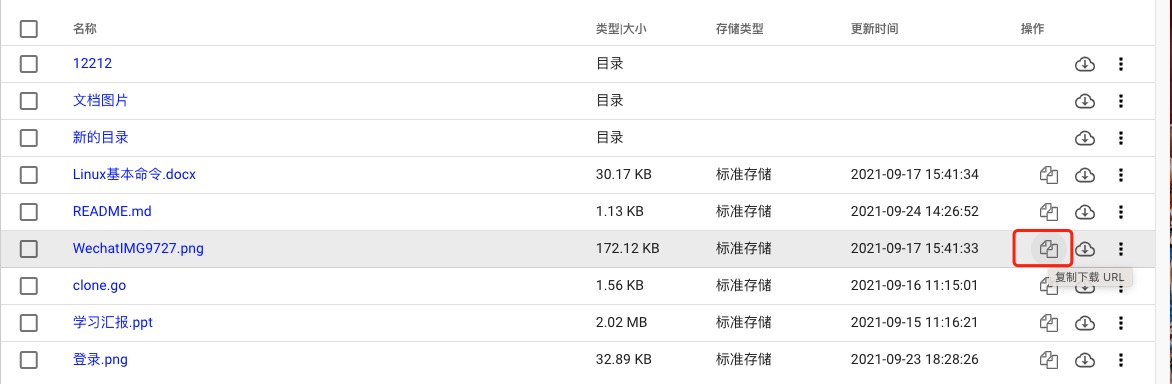 名称 类型|大小 存储类型 更新时间 操作
12212 目录
文档图片 目录
新的目录 目录
Linux基本命令.docx 30.17 KB 标准存储 2021-09-17 15:41:34
README.md 1.13 KB 标准存储 2021-09-24 14:26:52
WechatIMG9727.png 172.12 KB 标准存储 2021-09-17 15:41:33
复制下载 URL
clone.go 1.56 KB 标准存储 2021-09-16 11:15:01
学习汇报.ppt 2.02 MB 标准存储 2021-09-15 11:16:21
登录.png 32.89 KB 标准存储 2021-09-23 18:28:26